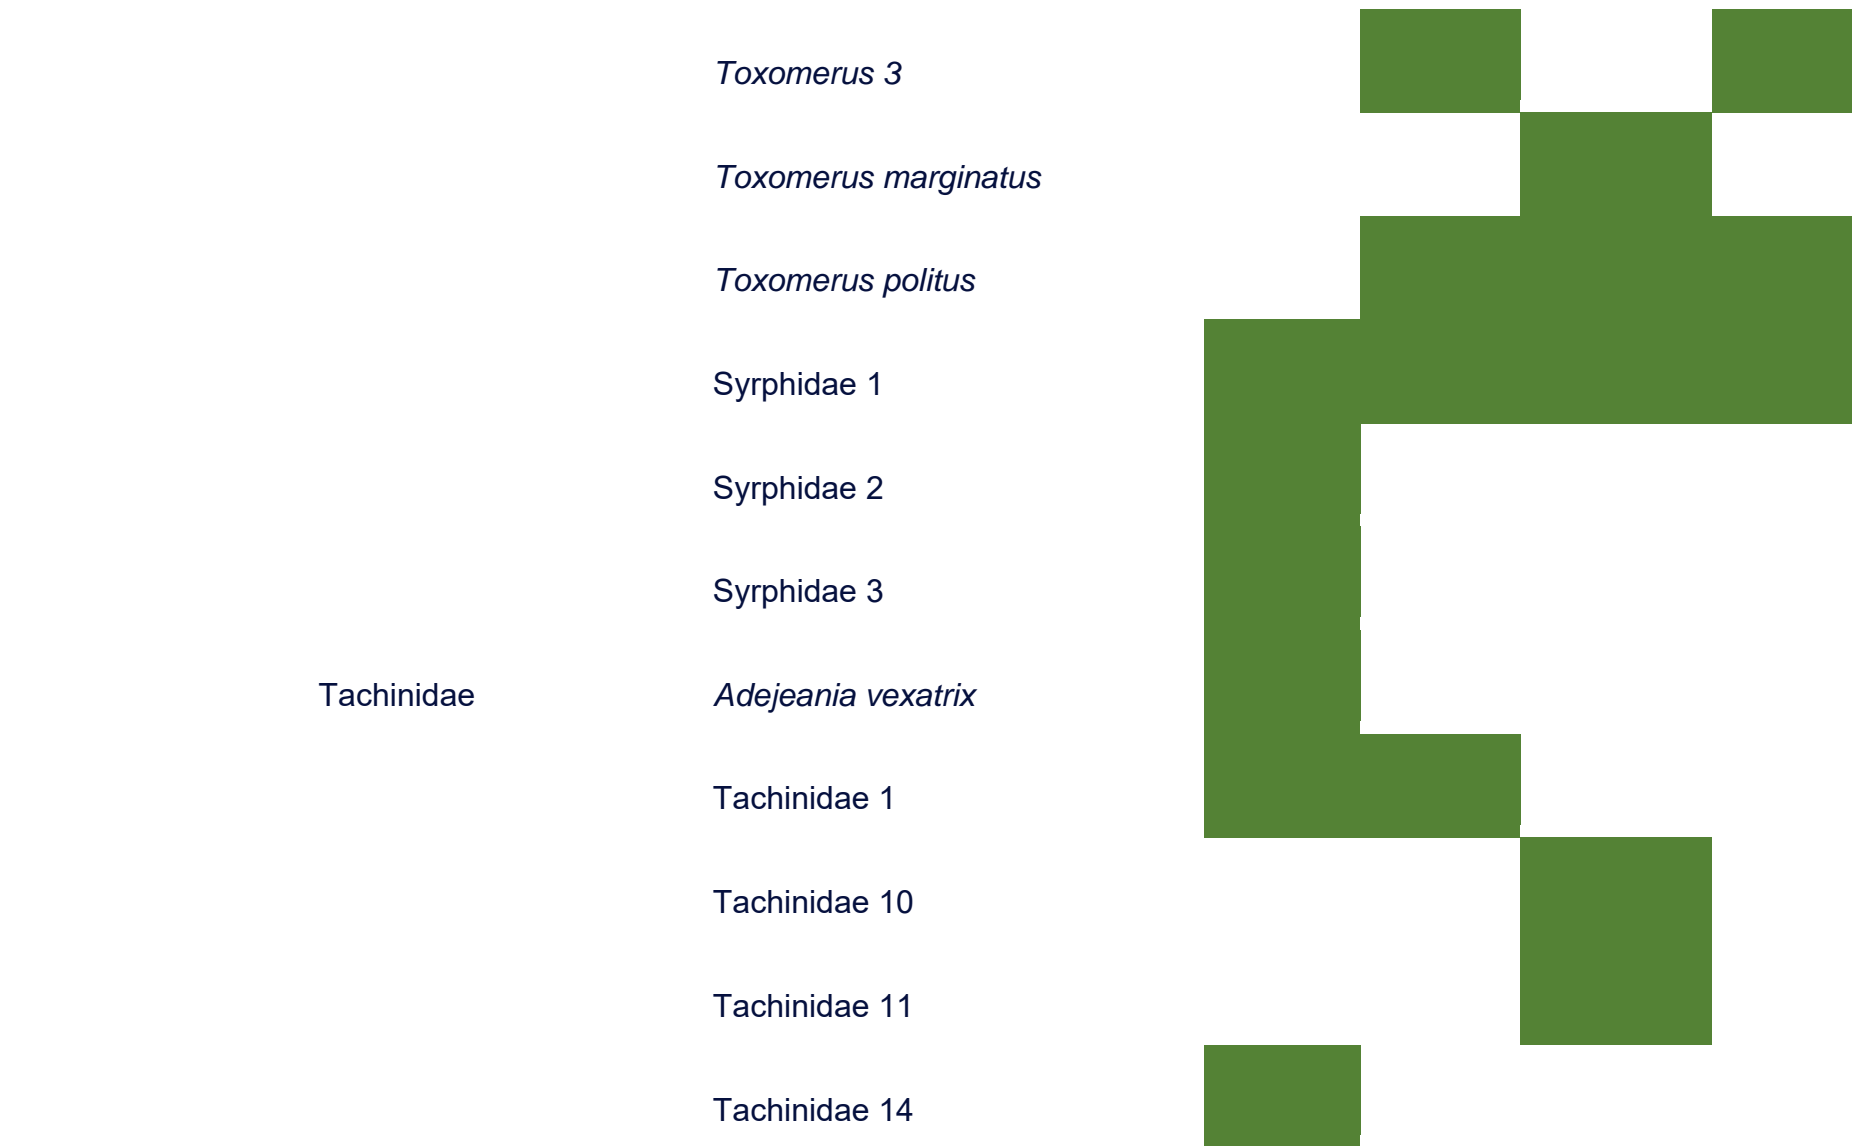 Toxomerus 3
Toxomerus marginatus
Toxomerus politus
Syrphidae 1
Syrphidae 2
Syrphidae 3
Tachinidae Adejeania vexatrix
Tachinidae 1
Tachinidae 10
Tachinidae 11
Tachinidae 14